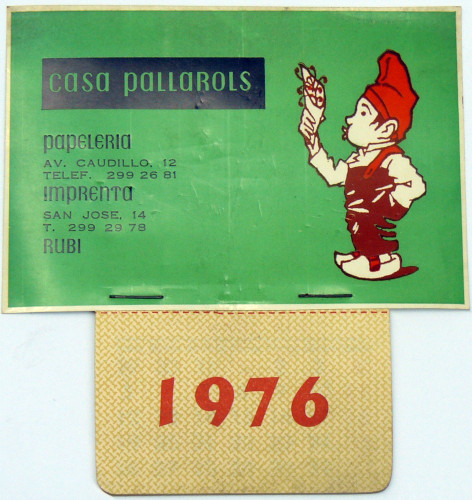 casa pallarols
papeleria
AV. CAUDILLO, 12
TELEF. 299 26 81
imprenta
SAN JOSE, 14
T. 299 29 78
RUBI
1976